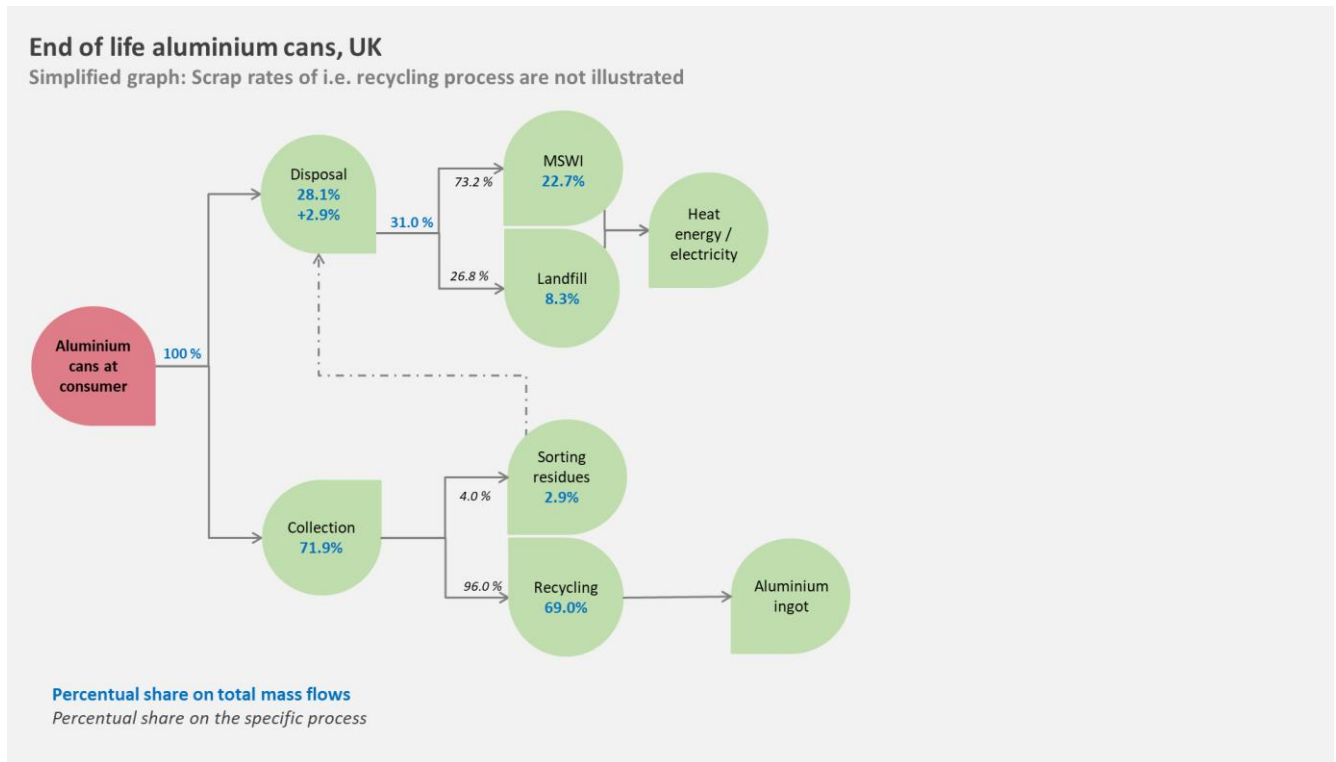 End of life aluminium cans, UK
Simplified graph: Scrap rates of i.e. recycling process are not illustrated
Disposal
28.1%
+2.9%
31.0 %
73.2 %
26.8 %
MSWI
22.7%
Landfill
8.3%
Heat
energy /
electricity
Aluminium
cans at
consumer
100 %
Collection
71.9%
4.0 %
96.0 %
Sorting
residues
2.9%
Recycling
69.0%
Aluminium
ingot
Percentual share on total mass flows
Percentual share on the specific process